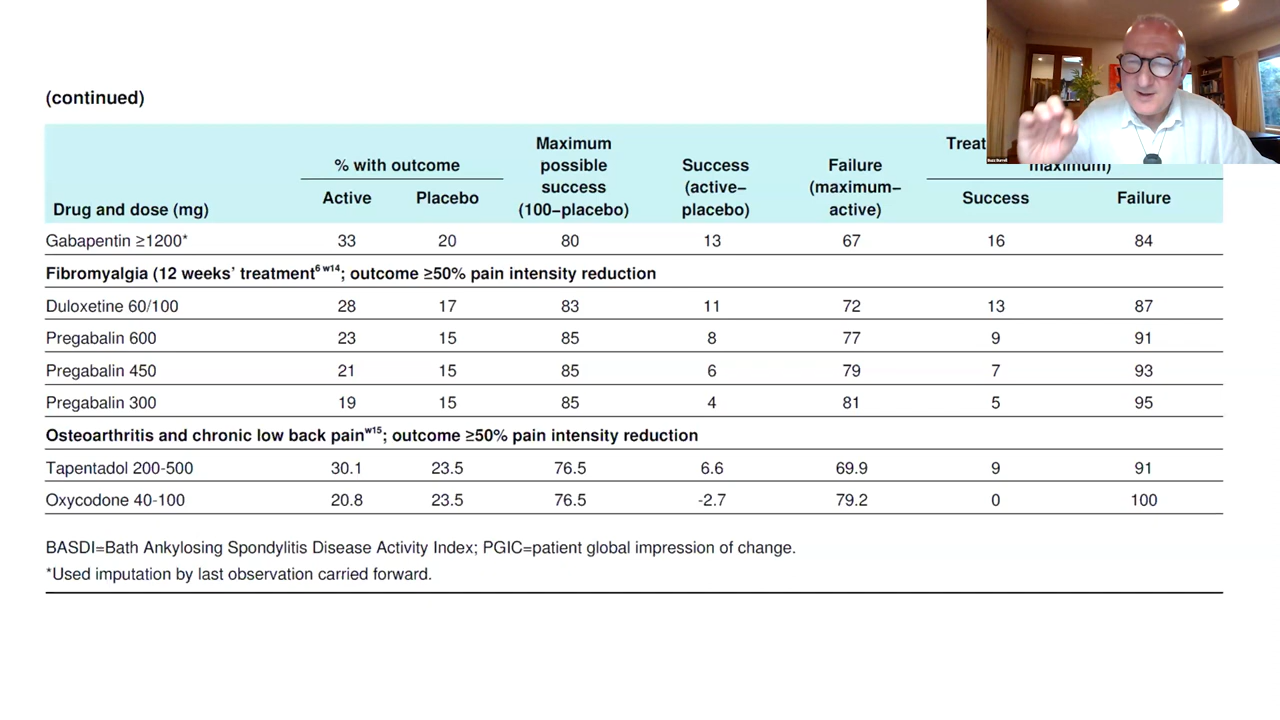 (continued)
Drug and dose (mg)
% with outcome
Active
Placebo
Maximum
possible
success
(100−placebo)
Success
(active−
placebo)
Failure
(maximum−
active)
maximum)
Success
Failure
Gabapentin ≥1200* 33 20 80 13 67 16 84
Fibromyalgia (12 weeks’ treatment6 w14; outcome ≥50% pain intensity reduction
Duloxetine 60/100 28 17 83 11 72 13 87
Pregabalin 600 23 15 85 8 77 9 91
Pregabalin 450 21 15 85 6 79 7 93
Pregabalin 300 19 15 85 4 81 5 95
Osteoarthritis and chronic low back painw15; outcome ≥50% pain intensity reduction
Tapentadol 200-500 30.1 23.5 76.5 6.6 69.9 9 91
Oxycodone 40-100 20.8 23.5 76.5 -2.7 79.2 0 100
BASDI=Bath Ankylosing Spondylitis Disease Activity Index; PGIC=patient global impression of change.
*Used imputation by last observation carried forward.